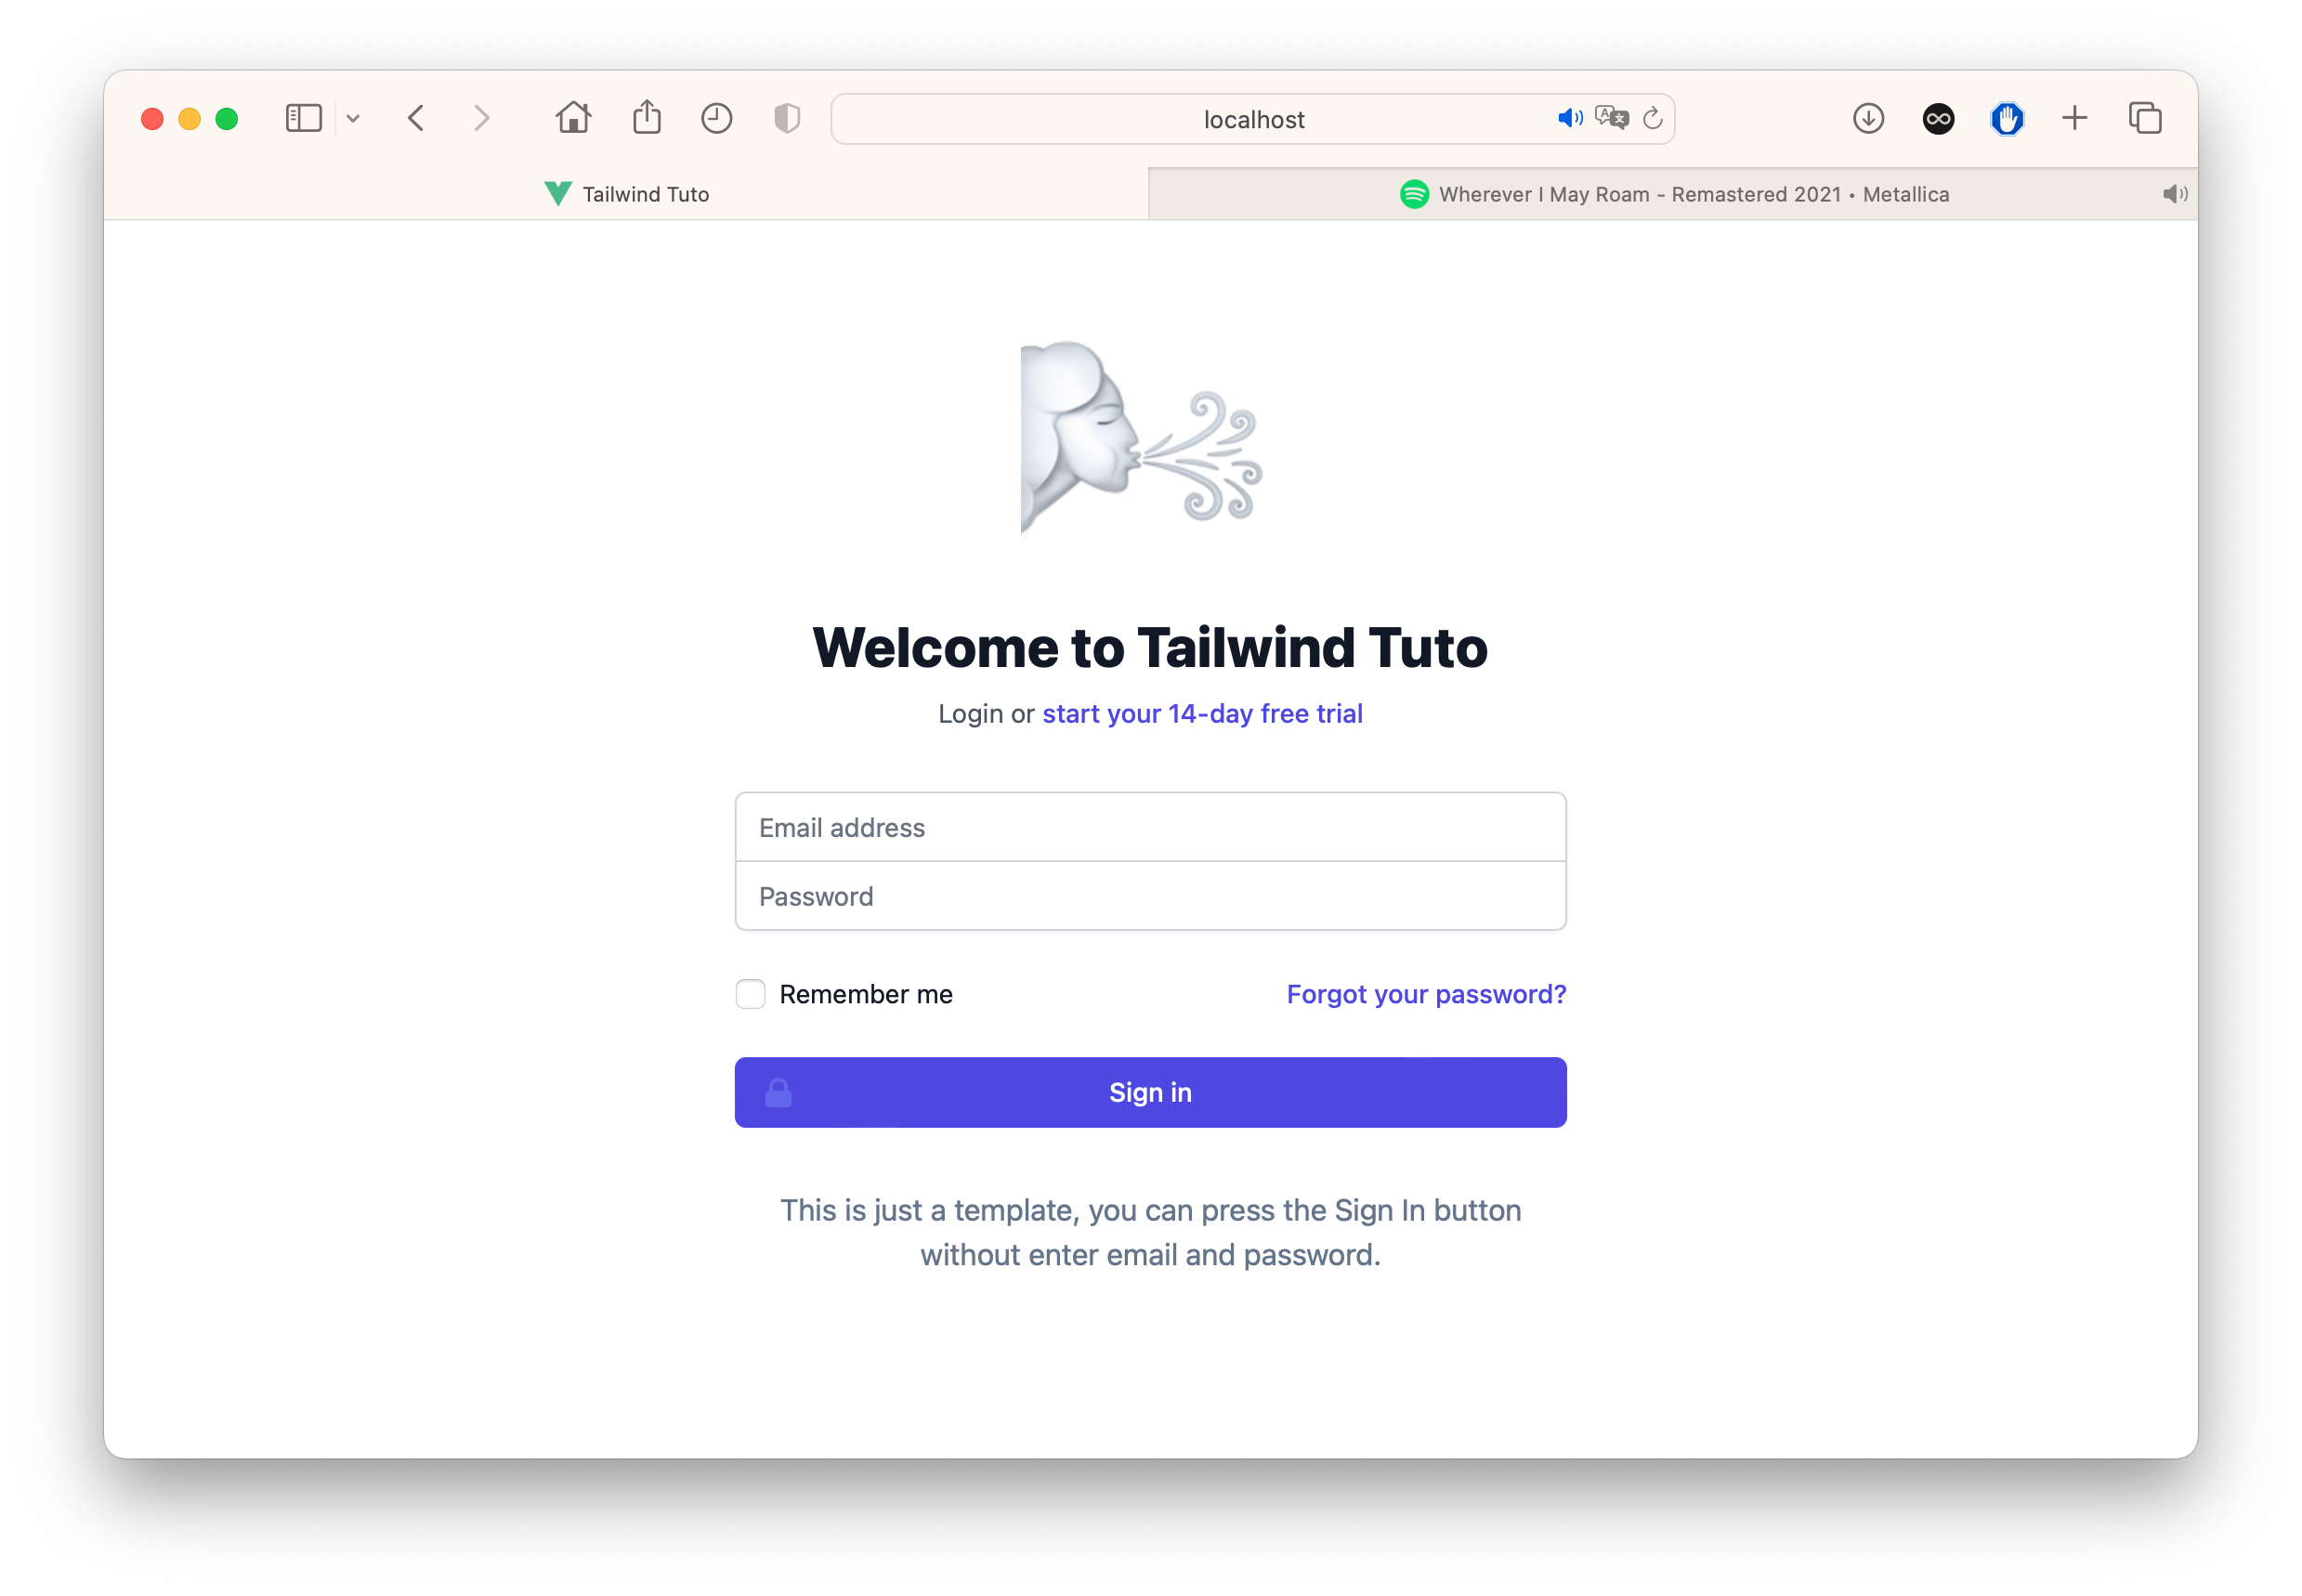 localhost
Tailwind Tuto
Wherever I May Roam - Remastered 2021 • Metallica
Welcome to Tailwind Tuto
Login or start your 14-day free trial
Email address
Password
Remember me
Forgot your password?
Sign in
This is just a template, you can press the Sign In button
without enter email and password.